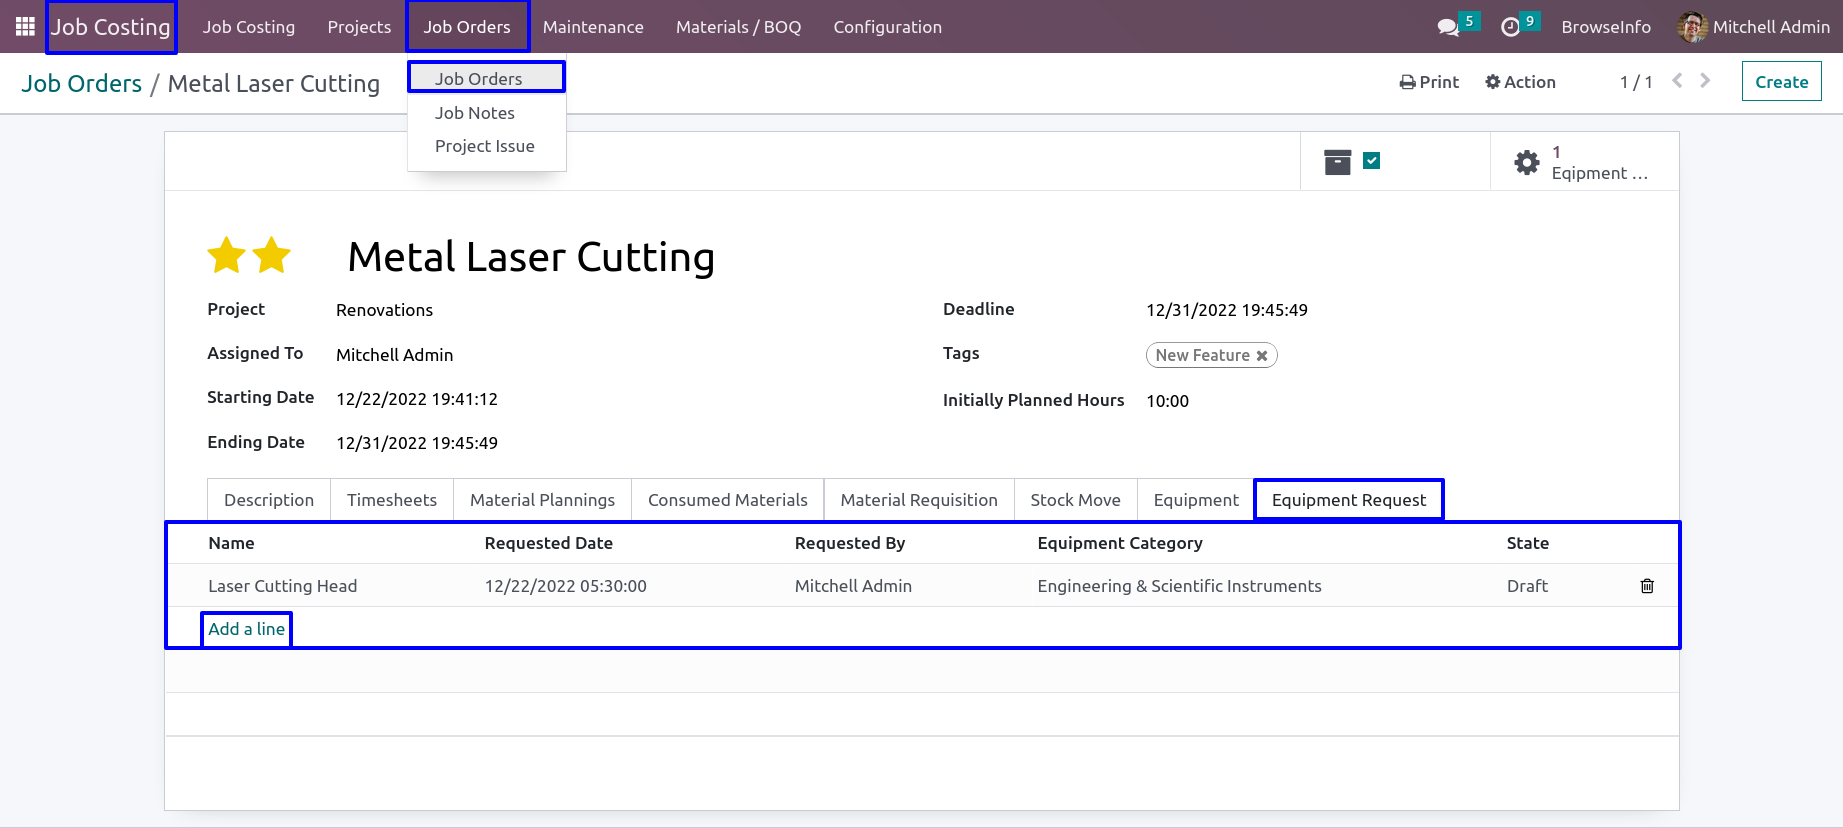 Job Costing Job Costing Projects Job Orders Maintenance Materials / BOQ Configuration 5 9 BrowseInfo Mitchell Admin
Job Orders / Metal Laser Cutting Print Action 1 / 1 Create
Job Orders
Job Notes
Project Issue
1
Eqipment ...
Metal Laser Cutting
Project Renovations Deadline 12/31/2022 19:45:49
Assigned To Mitchell Admin Tags New Feature ✖
Starting Date 12/22/2022 19:41:12 Initially Planned Hours 10:00
Ending Date 12/31/2022 19:45:49
Description Timesheets Material Plannings Consumed Materials Material Requisition Stock Move Equipment Equipment Request
Name Requested Date Requested By Equipment Category State
Laser Cutting Head 12/22/2022 05:30:00 Mitchell Admin Engineering & Scientific Instruments Draft
Add a line